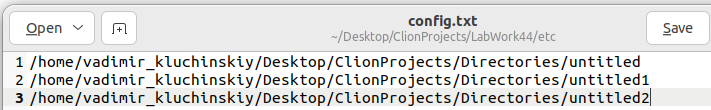 Open
config.txt
~/Desktop/ClionProjects/LabWork44/etc
Save
1 /home/vadimir_kluchinskiy/Desktop/ClionProjects/Directories/untitled
2 /home/vadimir_kluchinskiy/Desktop/ClionProjects/Directories/untitled1
3 /home/vadimir_kluchinskiy/Desktop/ClionProjects/Directories/untitled2